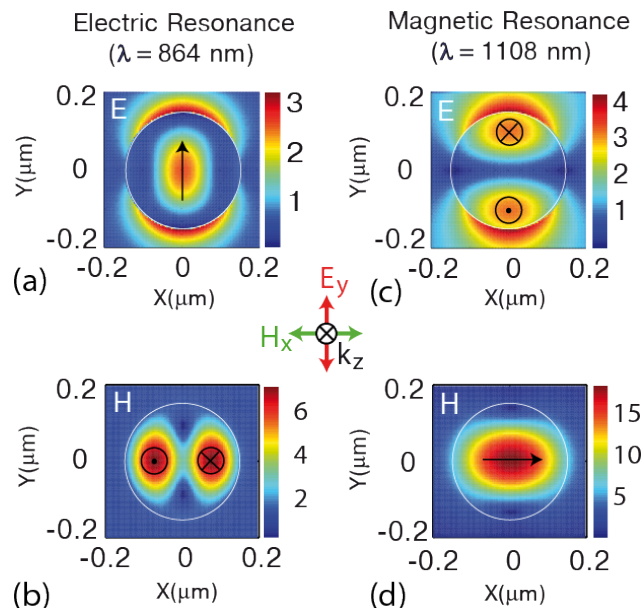 Electric Resonance
(λ = 864 nm)
Magnetic Resonance
(λ = 1108 nm)
E
Y(μm)
0.2
0
-0.2
-0.2 0 0.2
X(μm)
3
2
1
(a)
E
Y(μm)
0.2
0
-0.2
-0.2 0 0.2
X(μm)
4
3
2
1
(c)
Ey
Hx
kz
H
Y(μm)
0.2
0
-0.2
-0.2 0 0.2
X(μm)
6
4
2
(b)
H
Y(μm)
0.2
0
-0.2
-0.2 0.0 0.2
X(μm)
15
10
5
(d)